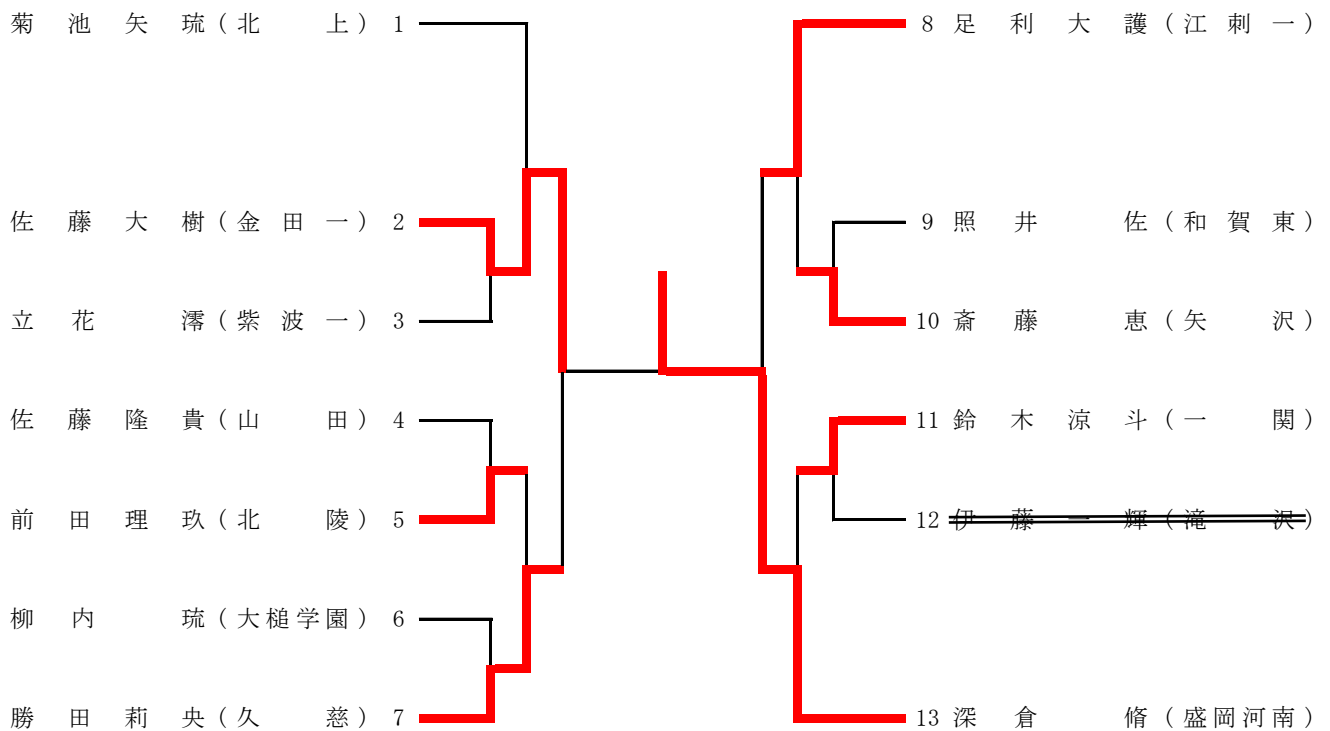 菊池矢琉(北上) 1
佐藤大樹(金田一) 2
立花澪(紫波一) 3
佐藤隆貴(山田) 4
前田理玖(北陵) 5
柳内琉(大槌学園) 6
勝田莉央(久慈) 7
8 足利大護(江刺一)
9 照井佐(和賀東)
10 斎藤恵(矢沢)
11 鈴木涼斗(一関)
12 伊藤一輝(滝沢)
13 深倉脩(盛岡河南)